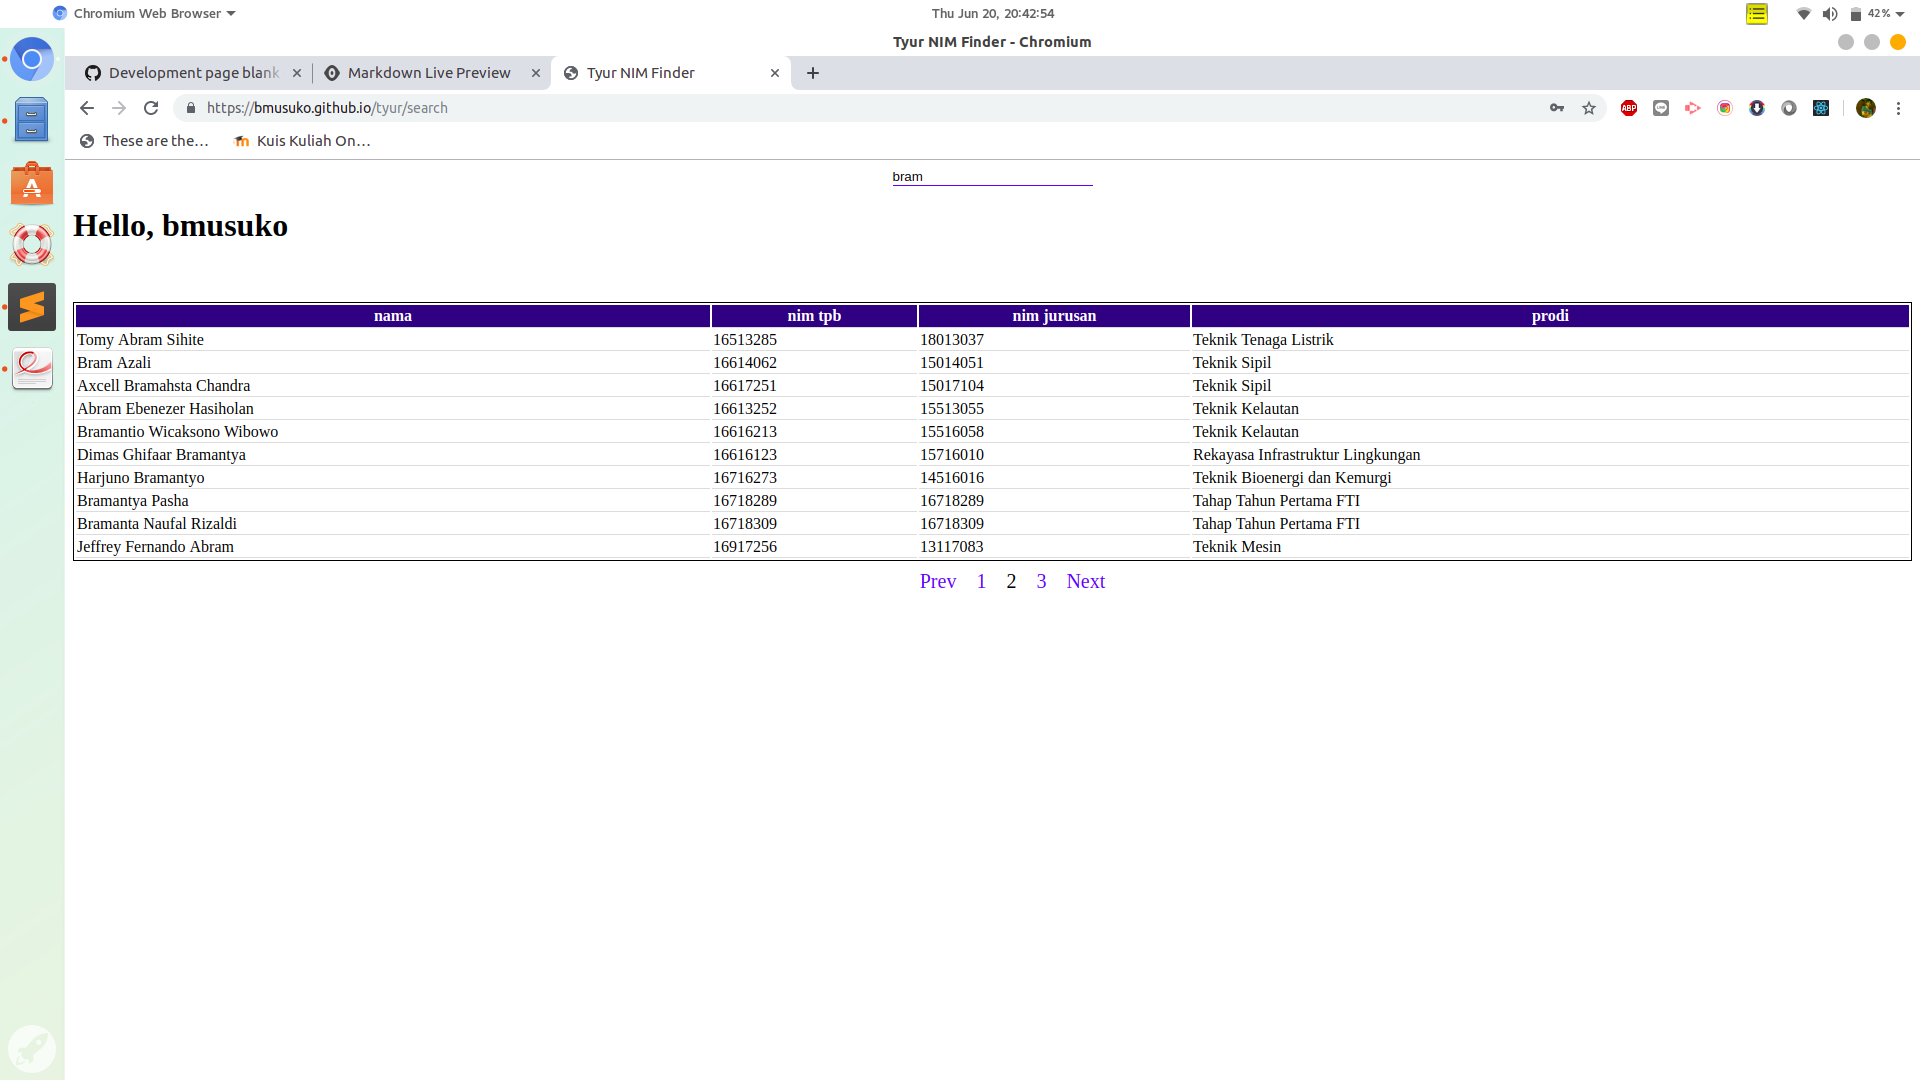 Chromium Web Browser Thu Jun 20, 20:42:54 42%
Tyur NIM Finder - Chromium
Development page blank Markdown Live Preview Tyur NIM Finder
https://bmusuko.github.io/tyur/search ABP
These are the... Kuis Kuliah On...
bram
Hello, bmusuko
nama nim tpb nim jurusan prodi
Tomy Abram Sihite 16513285 18013037 Teknik Tenaga Listrik
Bram Azali 16614062 15014051 Teknik Sipil
Axcell Bramahsta Chandra 16617251 15017104 Teknik Sipil
Abram Ebenezer Hasiholan 16613252 15513055 Teknik Kelautan
Bramantio Wicaksono Wibowo 16616213 15516058 Teknik Kelautan
Dimas Ghifaar Bramantya 16616123 15716010 Rekayasa Infrastruktur Lingkungan
Harjuno Bramantyo 16716273 14516016 Teknik Bioenergi dan Kemurgi
Bramantya Pasha 16718289 16718289 Tahap Tahun Pertama FTI
Bramanta Naufal Rizaldi 16718309 16718309 Tahap Tahun Pertama FTI
Jeffrey Fernando Abram 16917256 13117083 Teknik Mesin
Prev 1 2 3 Next